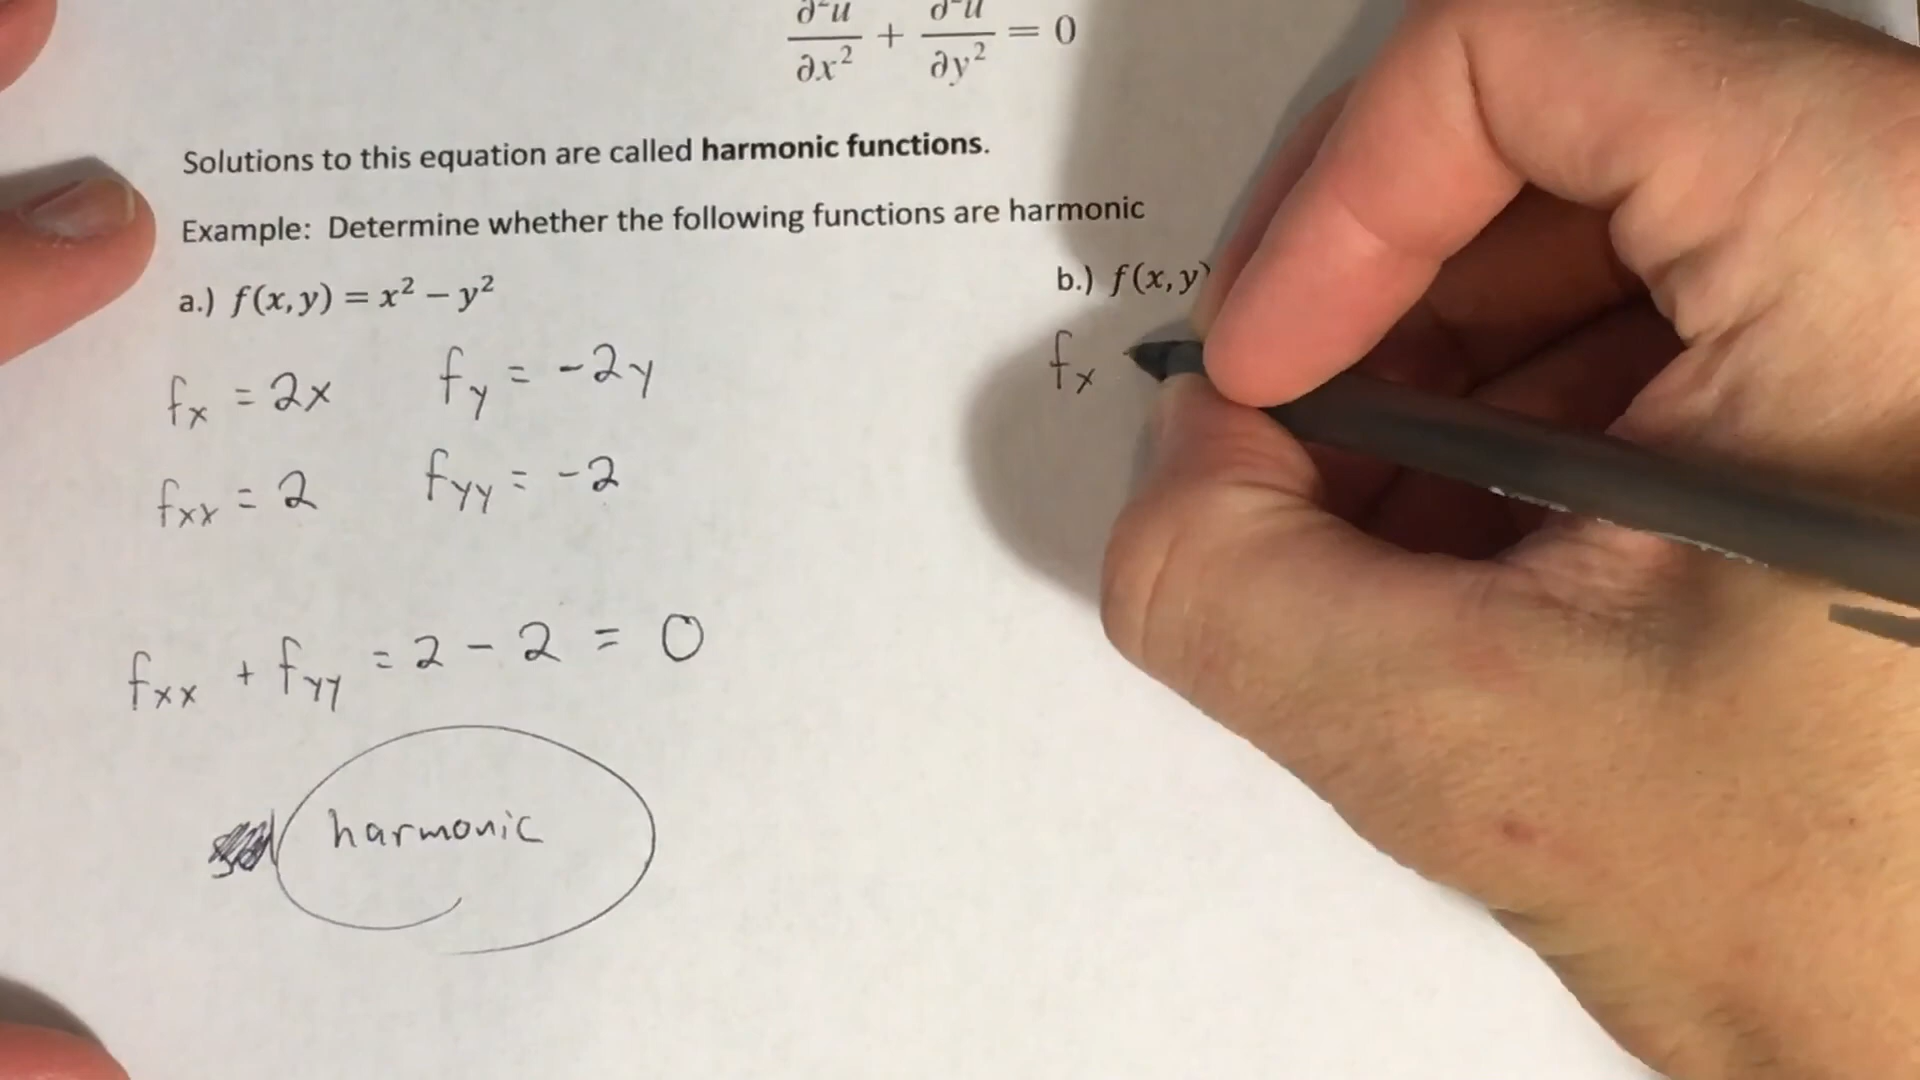 ∂²u/∂x² + ∂²u/∂y² = 0
Solutions to this equation are called harmonic functions.
Example: Determine whether the following functions are harmonic
a.) f(x,y) = x² – y²
b.) f(x,y)
fx = 2x fy = -2y
fx
fxx = 2 fyy = -2
fxx + fyy = 2 - 2 = 0
harmonic